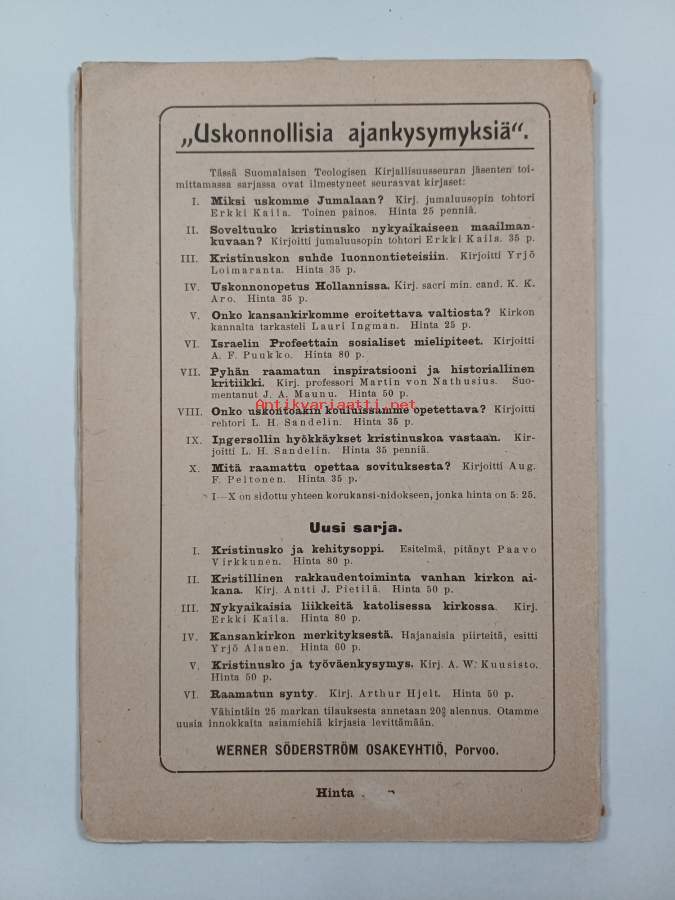 „Uskonnollisia ajankysymyksiä“.
Tässä Suomalaisen Teologisen Kirjallisuusseuran jäsenten toi-
mittamassa sarjassa ovat ilmestyneet seuraavat kirjaset:
I. Miksi uskomme Jumalaan? Kirj. jumaluusopin tohtori
Erkki Kaila. Toinen painos. Hinta 25 penniä.
II. Soveltuuko kristinusko nykyaikaiseen maailman-
kuvaan? Kirjoitti jumaluusopin tohtori Erkki Kaila. 35 p.
III. Kristinuskon suhde luonnontieteisiin. Kirjoitti Yrjö
Loimaranta. Hinta 35 p.
IV. Uskonnonopetus Hollannissa. Kirj. sacri min. cand. K. K.
Aro. Hinta 35 p.
V. Onko kansankirkomme eroitettava valtiosta? Kirkon
kannalta tarkasteli Lauri Ingman. Hinta 25 p.
VI. Israelin Profeettain sosialiset mielipiteet. Kirjoitti
A. F. Puukko. Hinta 80 p.
VII. Pyhän raamatun inspiratsiooni ja historiallinen
kritiikki. Kirj. professori Martin von Nathusius. Suo-
mentanut J. A. Maunu. Hinta 50 p.
Antikvariaatti.net
VIII. Onko uskontoakin kouluissamme opetettava? Kirjoitti
rehtori L. H. Sandelin. Hinta 35 p.
IX. Ingersollin hyökkäykset kristinuskoa vastaan. Kir-
joitti L. H. Sandelin. Hinta 35 penniä.
X. Mitä raamattu opettaa sovituksesta? Kirjoitti Aug.
F. Peltonen. Hinta 35 p.
I—X on sidottu yhteen korukansi-nidokseen, jonka hinta on 5: 25.
Uusi sarja.
I. Kristinusko ja kehitysoppi. Esitelmä, pitänyt Paavo
Virkkunen. Hinta 80 p.
II. Kristillinen rakkaudentoiminta vanhan kirkon ai-
kana. Kirj. Antti J. Pietilä. Hinta 50 p.
III. Nykyaikaisia liikkeitä katolisessa kirkossa. Kirj.
Erkki Kaila. Hinta 80 p.
IV. Kansankirkon merkityksestä. Hajanaisia piirteitä, esitti
Yrjö Alanen. Hinta 60 p.
V. Kristinusko ja työväenkysymys. Kirj. A. W. Kuusisto.
Hinta 50 p.
VI. Raamatun synty. Kirj. Arthur Hjelt. Hinta 50 p.
Vähintäin 25 markan tilauksesta annetaan 20% alennus. Otamme
uusia innokkaita asiamiehiä kirjasia levittämään.
WERNER SÖDERSTRÖM OSAKEYHTIÖ, Porvoo.
Hinta